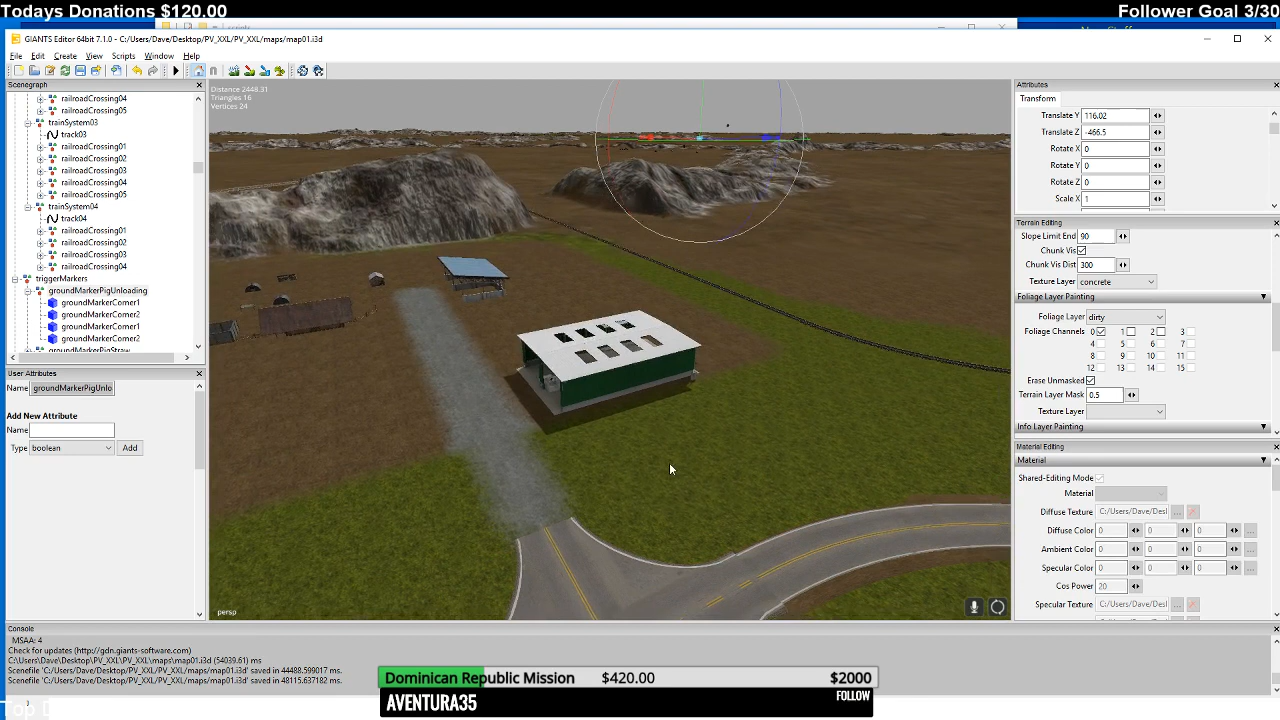 Todays Donations $120.00
Follower Goal 3/30
GIANTS Editor 64bit 7.1.0 - C:/Users/Dave/Desktop/PV_XXL/PV_XXL/maps/map01.i3d
File Edit Create View Scripts Window Help
Scenegraph
railroadCrossing04
railroadCrossing05
trainSystem03
track03
railroadCrossing01
railroadCrossing02
railroadCrossing03
railroadCrossing04
railroadCrossing05
trainSystem04
track04
railroadCrossing01
railroadCrossing02
railroadCrossing03
railroadCrossing04
triggerMarkers
groundMarkerPigUnloading
groundMarkerCorner1
groundMarkerCorner2
groundMarkerCorner1
groundMarkerCorner2
groundMarkerPigStraw
User Attributes
Name groundMarkerPigUnlo
Add New Attribute
Name
Type boolean Add
Distance 2448.31
Triangles 16
Vertices 24
persp
Attributes
Transform
Translate Y 116.02
Translate Z -466.5
Rotate X 0
Rotate Y 0
Rotate Z 0
Scale X 1
Terrain Editing
Slope Limit End 90
Chunk Vis
Chunk Vis Dist 300
Texture Layer concrete
Foliage Layer Painting
Foliage Layer dirty
Foliage Channels 0 1 2 3
4 5 6 7
8 9 10 11
12 13 14 15
Erase Unmasked
Terrain Layer Mask 0.5
Texture Layer
Info Layer Painting
Material Editing
Material
Shared-Editing Mode
Material
Diffuse Texture C:/Users/Dave/Desl ...
Diffuse Color 0 0 0 ...
Ambient Color 0 0 0 ...
Specular Color 0 0 0 ...
Cos Power 20
Specular Texture C:/Users/Dave/Desl ...
Console
MSAA: 4
Check for updates (http://gdn.giants-software.com)
C:\Users\Dave\Desktop\PV_XXL\PV_XXL\maps\map01.i3d (54039.61) ms
Scenefile 'C:/Users/Dave/Desktop/PV_XXL/PV_XXL/maps/map01.i3d' saved in 44488.599017 ms.
Scenefile 'C:/Users/Dave/Desktop/PV_XXL/PV_XXL/maps/map01.i3d' saved in 48115.637182 ms.
Dominican Republic Mission $420.00 $2000
AVENTURA35
FOLLOW